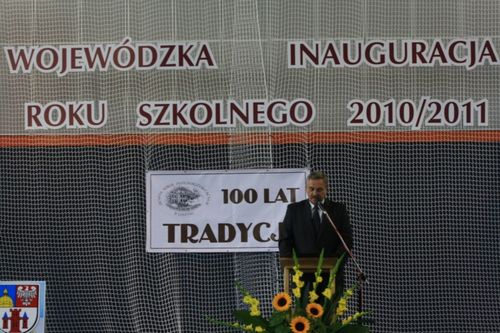 WOJEWÓDZKA INAUGURACJA
ROKU SZKOLNEGO 2010/2011
100 LAT
TRADYCJ